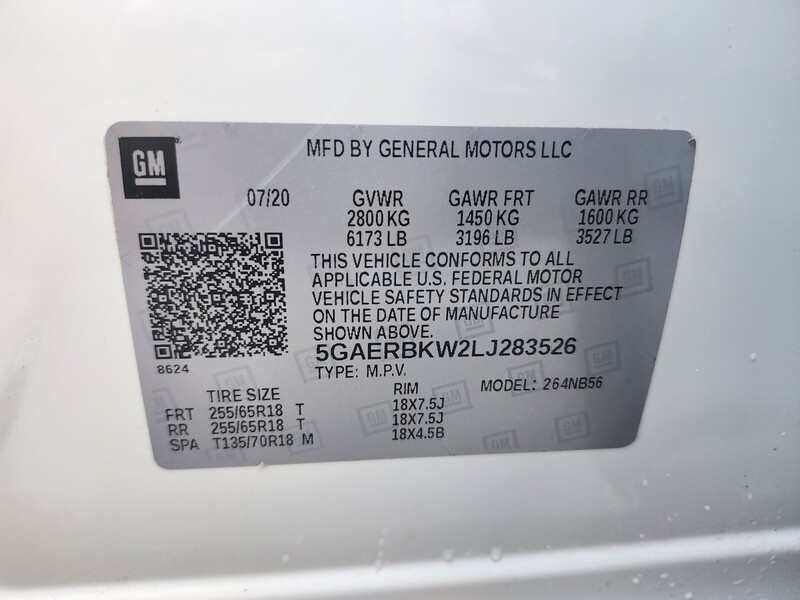 GM
MFD BY GENERAL MOTORS LLC
07/20 GVWR GAWR FRT GAWR RR
2800 KG 1450 KG 1600 KG
6173 LB 3196 LB 3527 LB
THIS VEHICLE CONFORMS TO ALL
APPLICABLE U.S. FEDERAL MOTOR
VEHICLE SAFETY STANDARDS IN EFFECT
ON THE DATE OF MANUFACTURE
SHOWN ABOVE.
8624
5GAERBKW2LJ283526
TYPE: M.P.V. MODEL: 264NB56
TIRE SIZE RIM
FRT 255/65R18 T 18X7.5J
RR 255/65R18 T 18X7.5J
SPA T135/70R18 M 18X4.5B